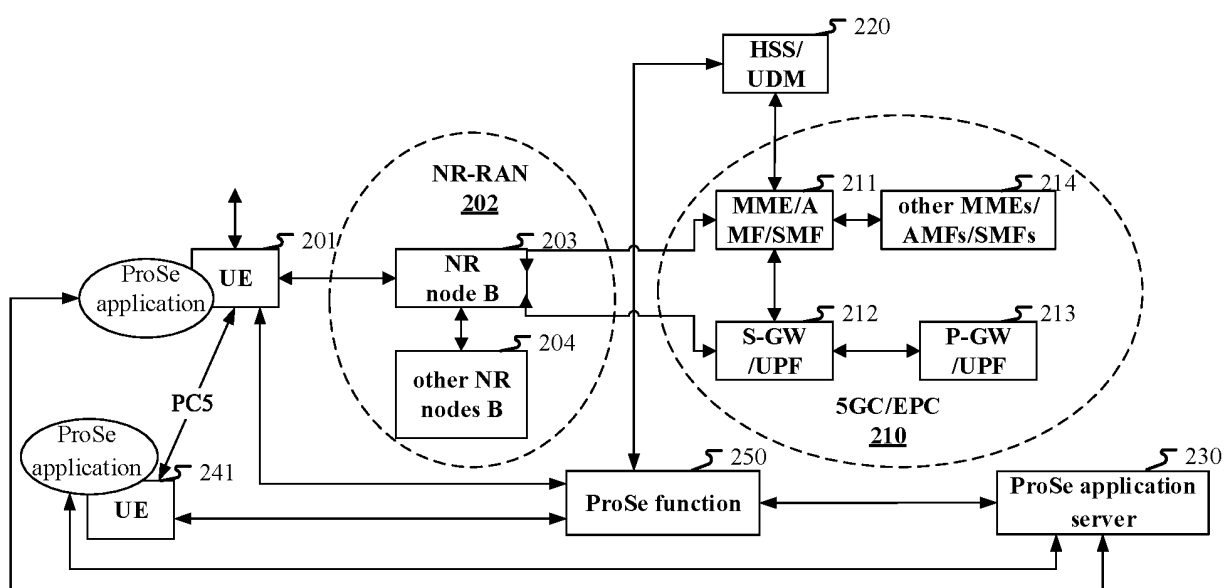 220
HSS/
UDM
NR-RAN
202
211
MME/A
MF/SMF
214
other MMEs/
AMFs/SMFs
201
UE
ProSe
application
203
NR
node B
212
S-GW
/UPF
213
P-GW
/UPF
204
other NR
nodes B
PC5
5GC/EPC
210
ProSe
application
241
UE
250
ProSe function
230
ProSe application
server